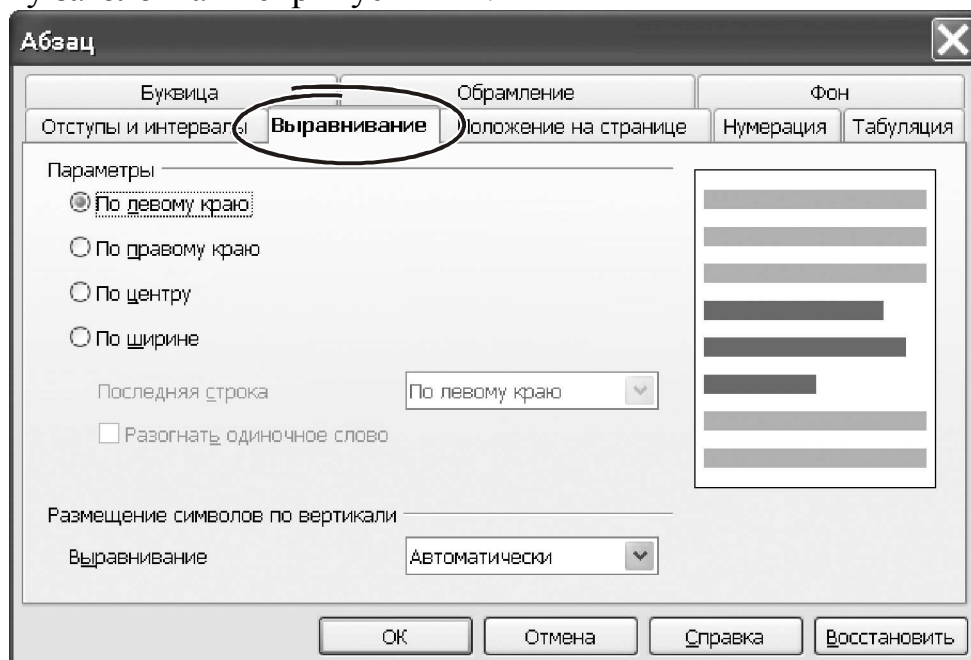 Абзац
Буквица Обрамление Фон
Отступы и интервалы Выравнивание Положение на странице Нумерация Табуляция
Параметры
По левому краю
По правому краю
По центру
По ширине
Последняя строка По левому краю
Разогнать одиночное слово
Размещение символов по вертикали
Выравнивание Автоматически
ОК Отмена Справка Восстановить